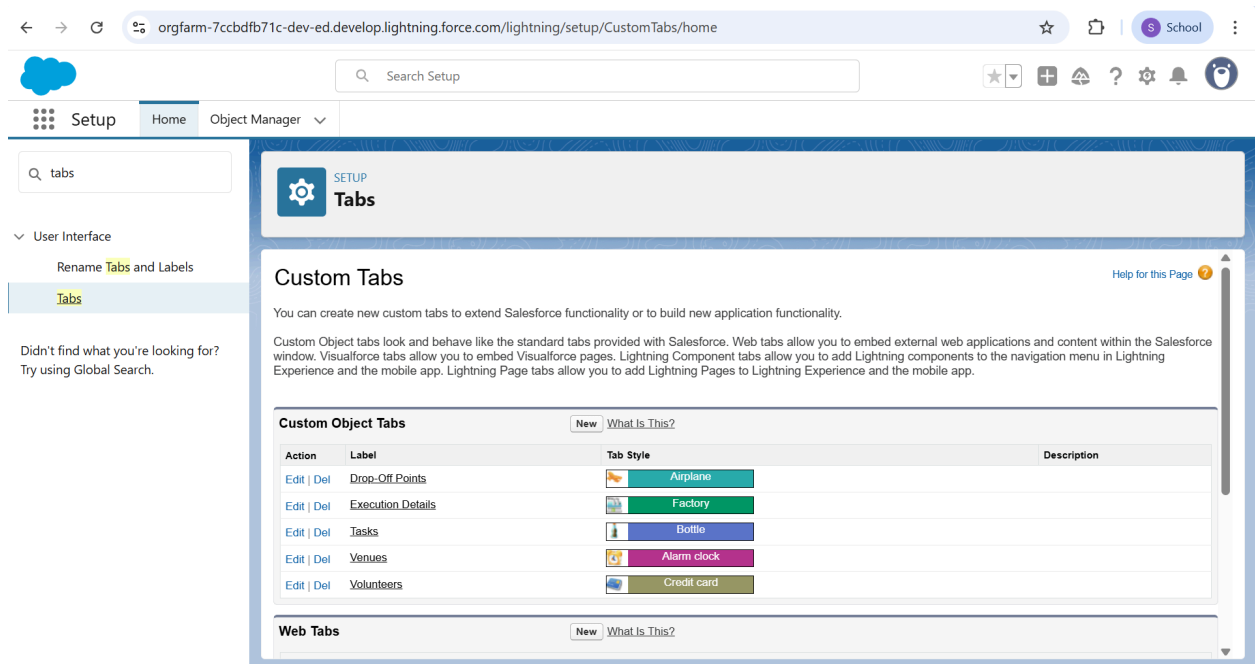 orgfarm-7ccbdfb71c-dev-ed.develop.lightning.force.com/lightning/setup/CustomTabs/home
S School
Search Setup
Setup Home Object Manager
tabs
User Interface
Rename Tabs and Labels
Tabs
Didn't find what you're looking for?
Try using Global Search.
SETUP
Tabs
Custom Tabs
Help for this Page ?
You can create new custom tabs to extend Salesforce functionality or to build new application functionality.
Custom Object tabs look and behave like the standard tabs provided with Salesforce. Web tabs allow you to embed external web applications and content within the Salesforce
window. Visualforce tabs allow you to embed Visualforce pages. Lightning Component tabs allow you to add Lightning components to the navigation menu in Lightning
Experience and the mobile app. Lightning Page tabs allow you to add Lightning Pages to Lightning Experience and the mobile app.
Custom Object Tabs New What Is This?
Action Label Tab Style Description
Edit | Del Drop-Off Points Airplane
Edit | Del Execution Details Factory
Edit | Del Tasks Bottle
Edit | Del Venues Alarm clock
Edit | Del Volunteers Credit card
Web Tabs New What Is This?